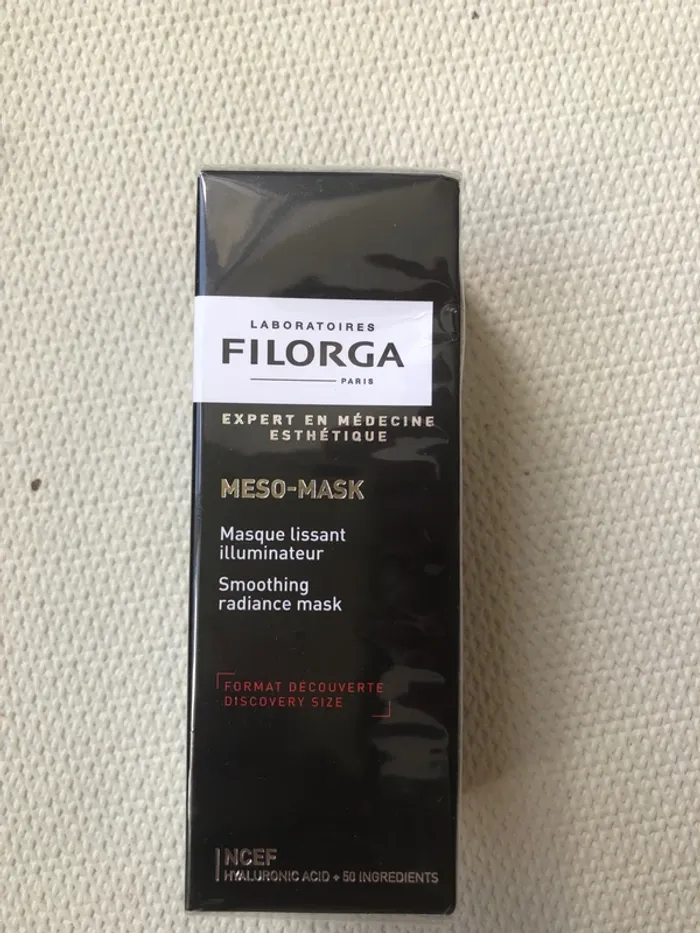 LABORATOIRES
FILORGA
PARIS
EXPERT EN MÉDECINE
ESTHÉTIQUE
MESO-MASK
Masque lissant
illuminateur
Smoothing
radiance mask
FORMAT DÉCOUVERTE
DISCOVERY SIZE
NCEF
HYALURONIC ACID + 50 INGREDIENTS